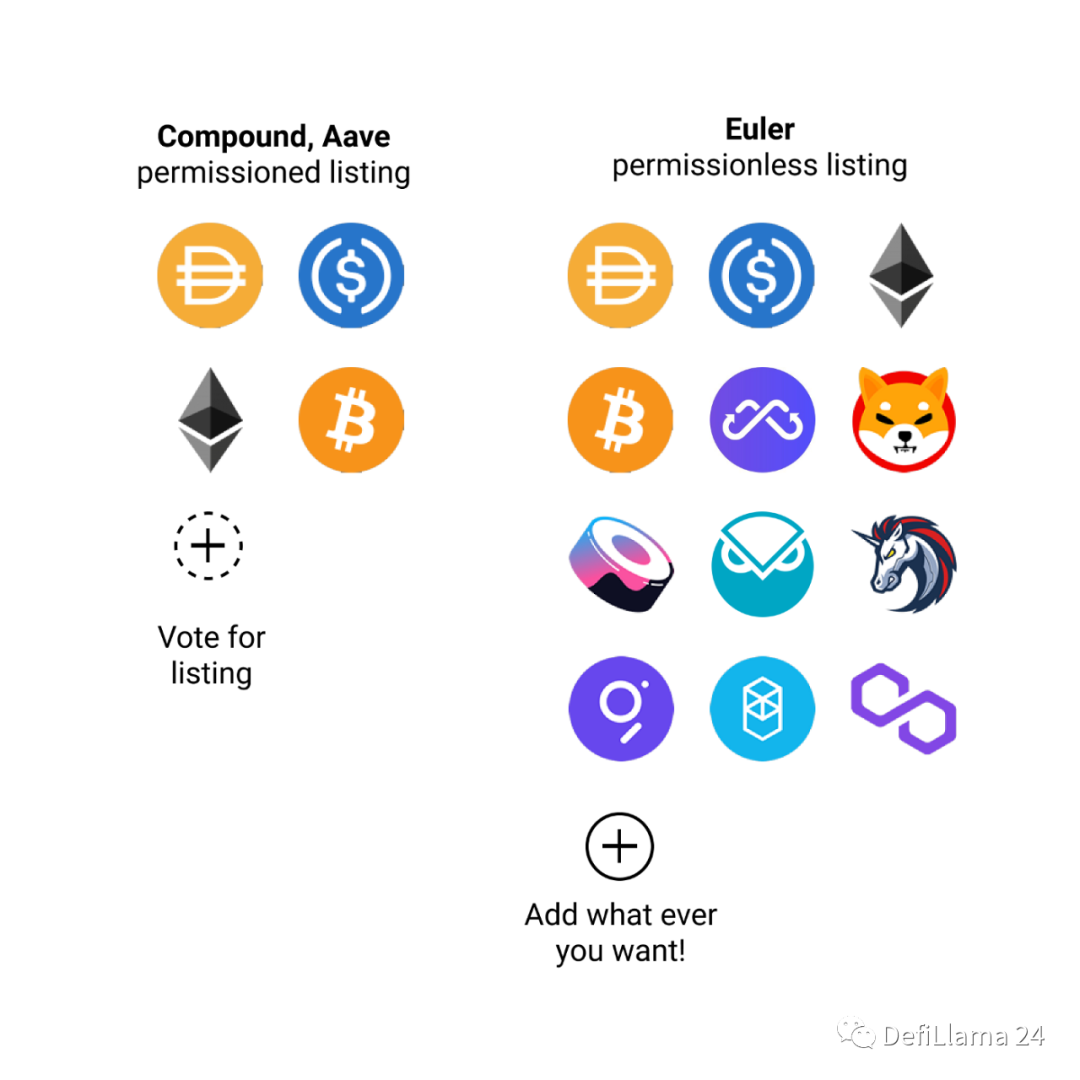 Compound, Aave
permissioned listing
Vote for
listing
Euler
permissionless listing
Add what ever
you want!
DefiLlama 24